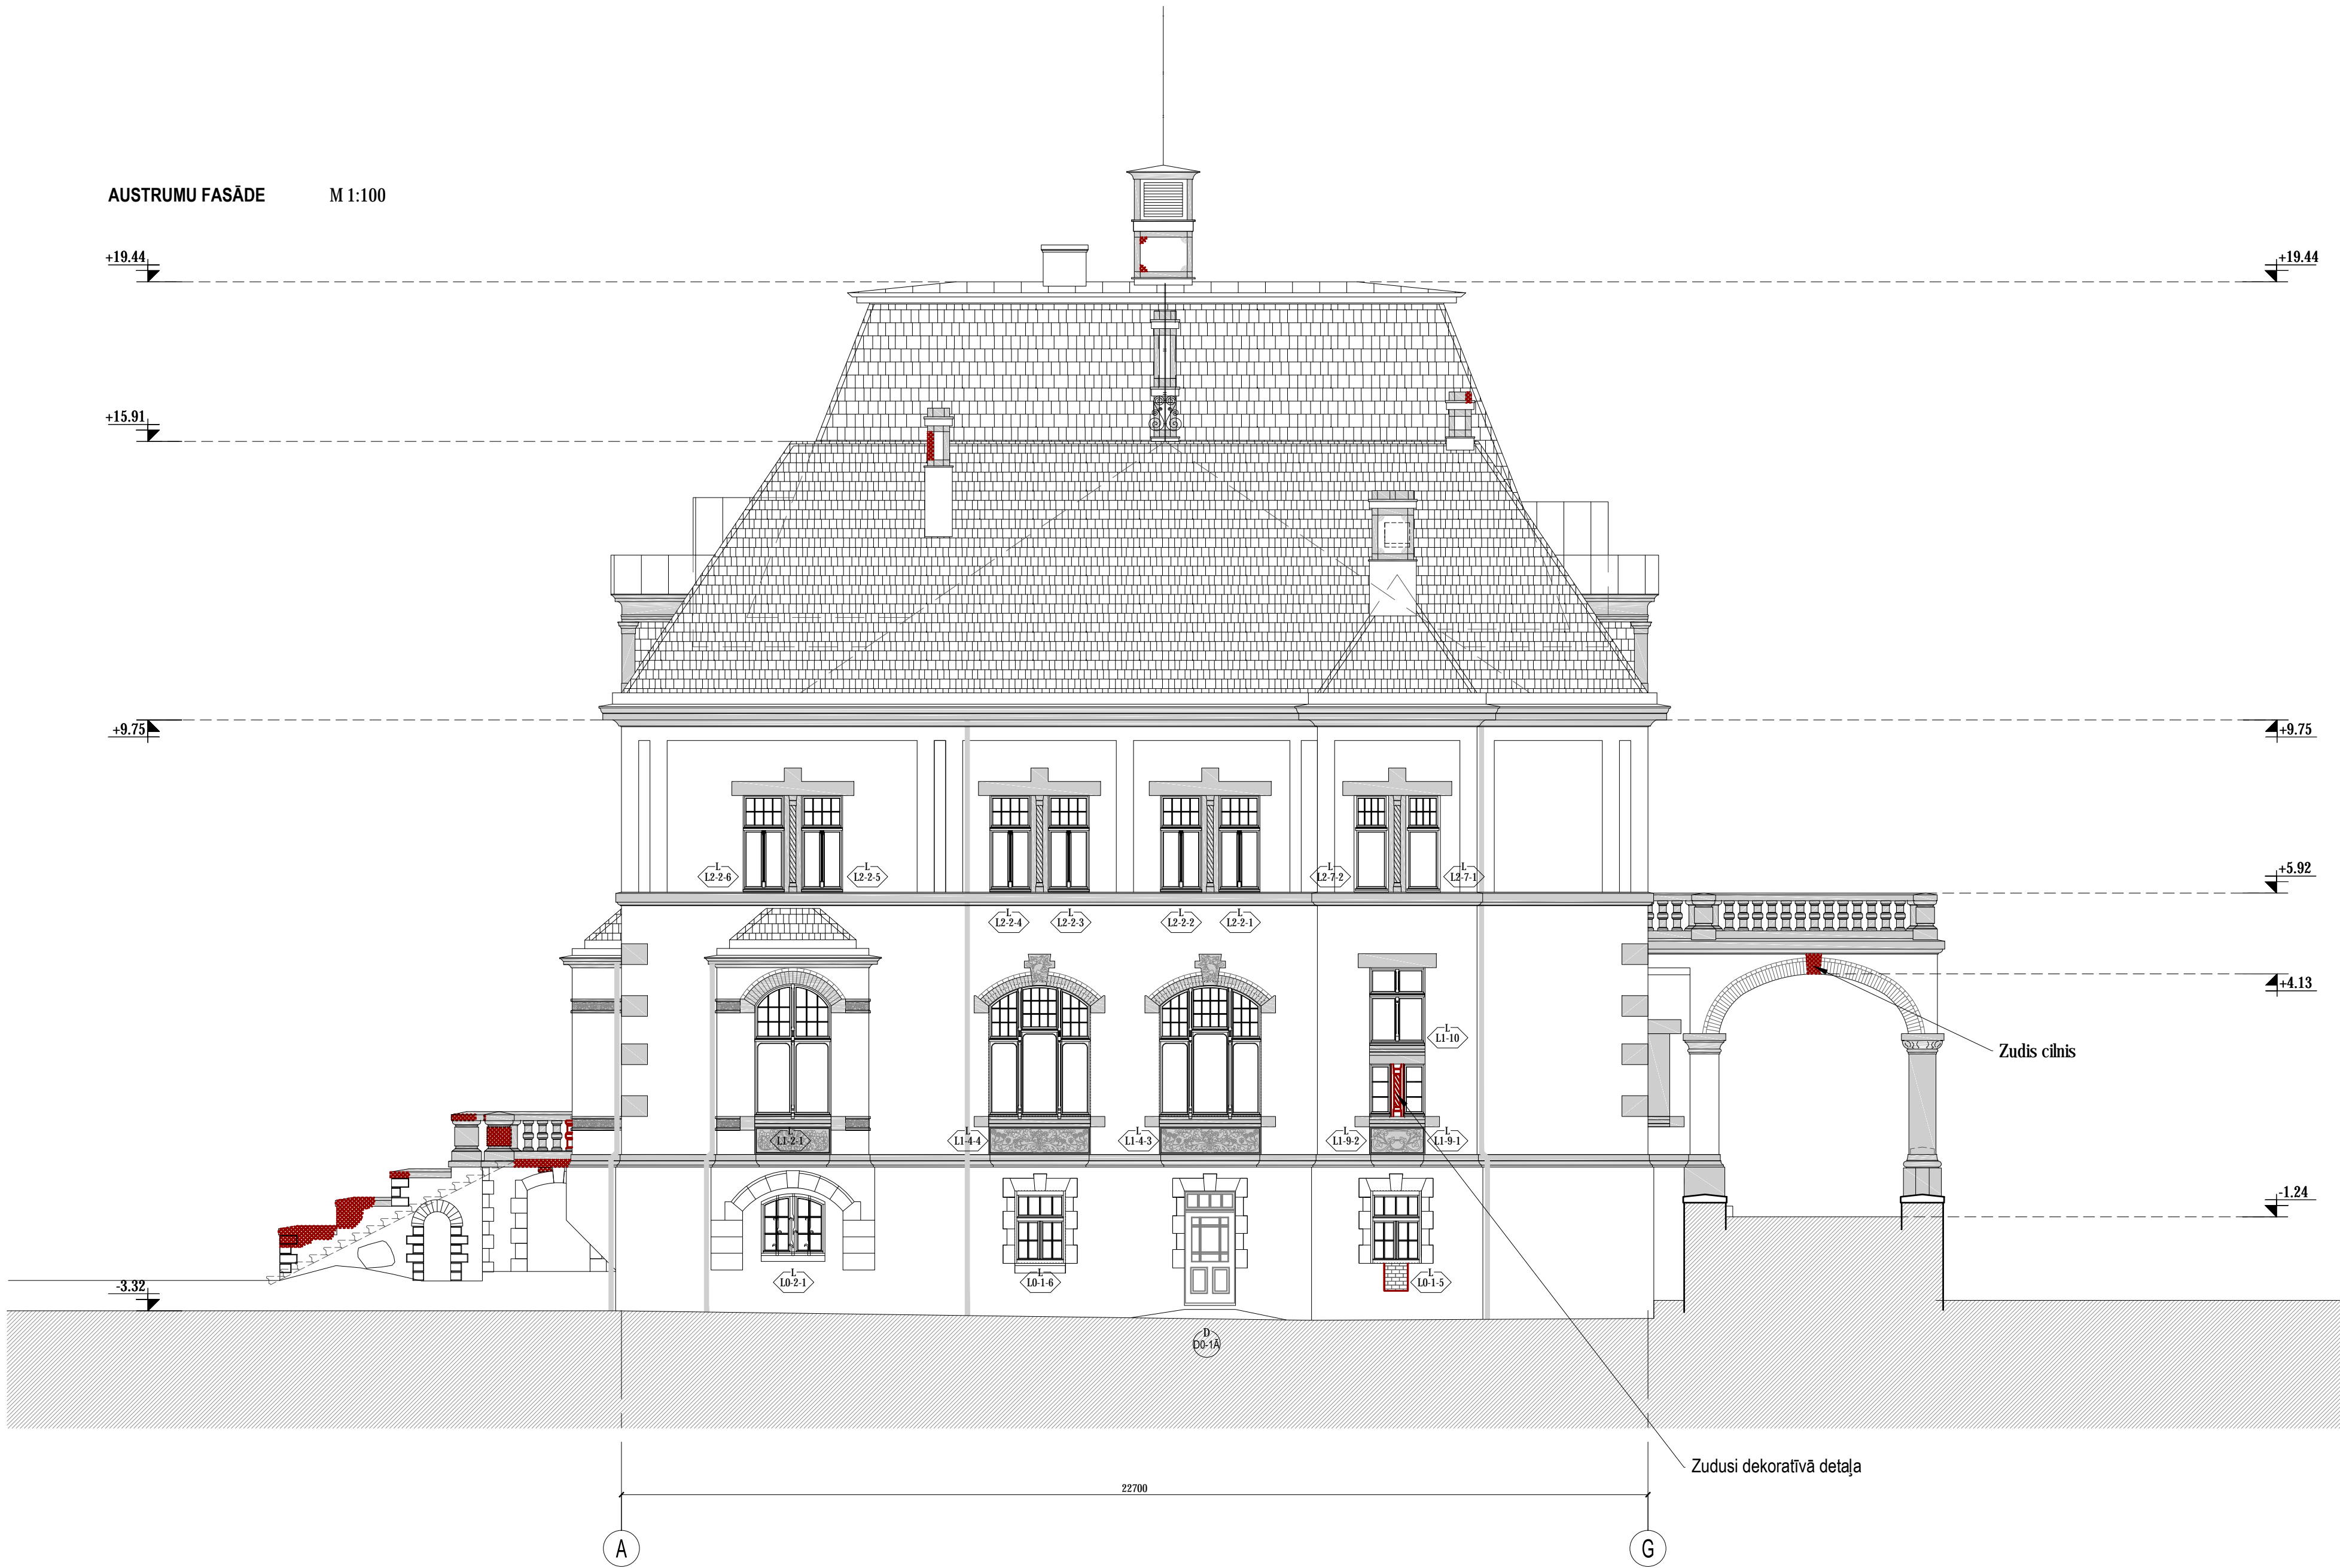 AUSTRUMU FASĀDE M 1:100
+19.44 +19.44
+15.91
+9.75 +9.75
+5.92
L L2-2-6
L L2-2-5
L L2-7-2
L L2-7-1
L L2-2-4
L L2-2-3
L L2-2-2
L L2-2-1
+4.13
L L1-10
Zudis cilnis
L L1-2-1
L L1-4-4
L L1-4-3
L L1-9-2
L L1-9-1
-1.24
-3.32
L L0-2-1
L L0-1-6
L L0-1-5
D D0-1Ā
Zudusi dekoratīvā detaļa
22700
A G